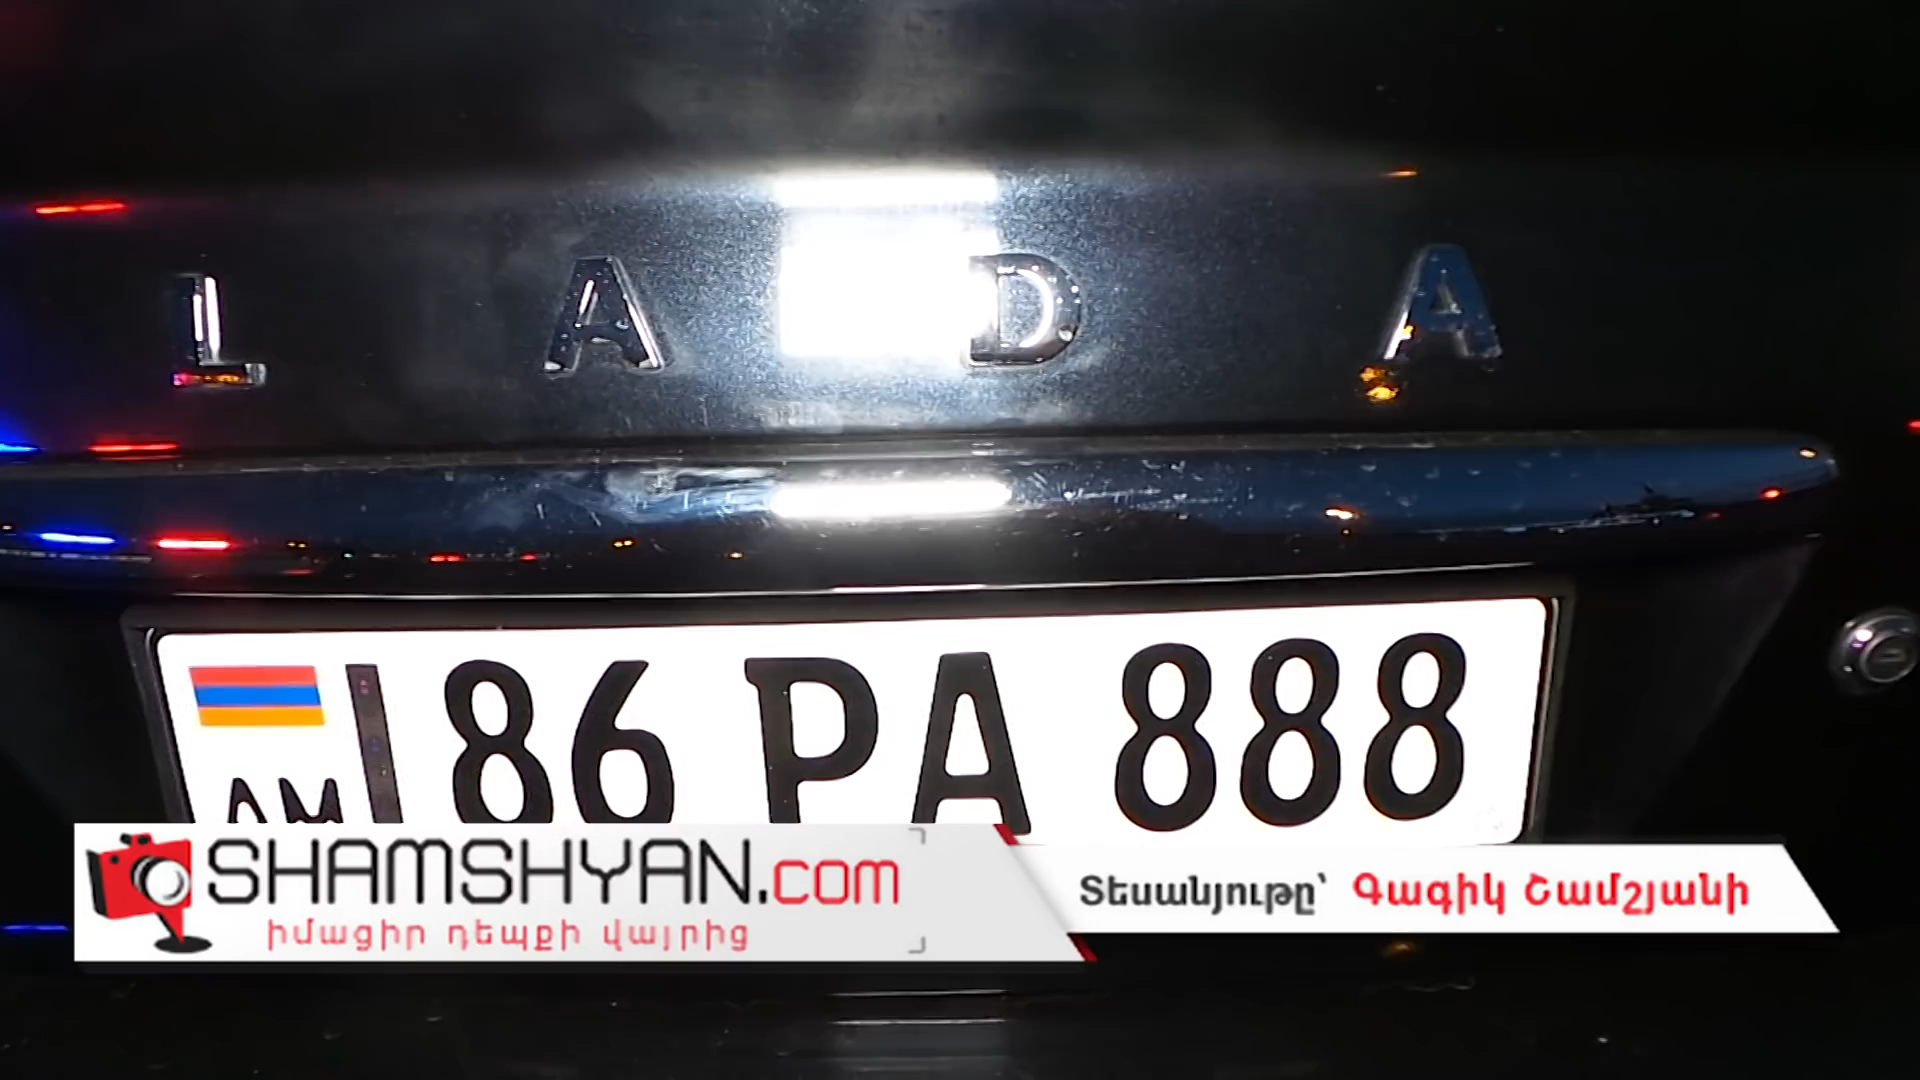 LADA
86 PA 888
AM
SHAMSHYAN.com
իմացիր դեպքի վայրից
Տեսանյութը՝ Գագիկ Շամշյանի